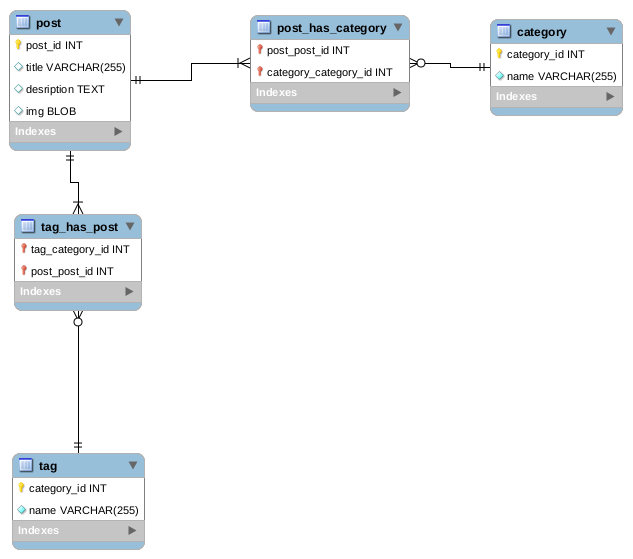 post
post_id INT
title VARCHAR(255)
desription TEXT
img BLOB
Indexes
post_has_category
post_post_id INT
category_category_id INT
Indexes
category
category_id INT
name VARCHAR(255)
Indexes
tag_has_post
tag_category_id INT
post_post_id INT
Indexes
tag
category_id INT
name VARCHAR(255)
Indexes